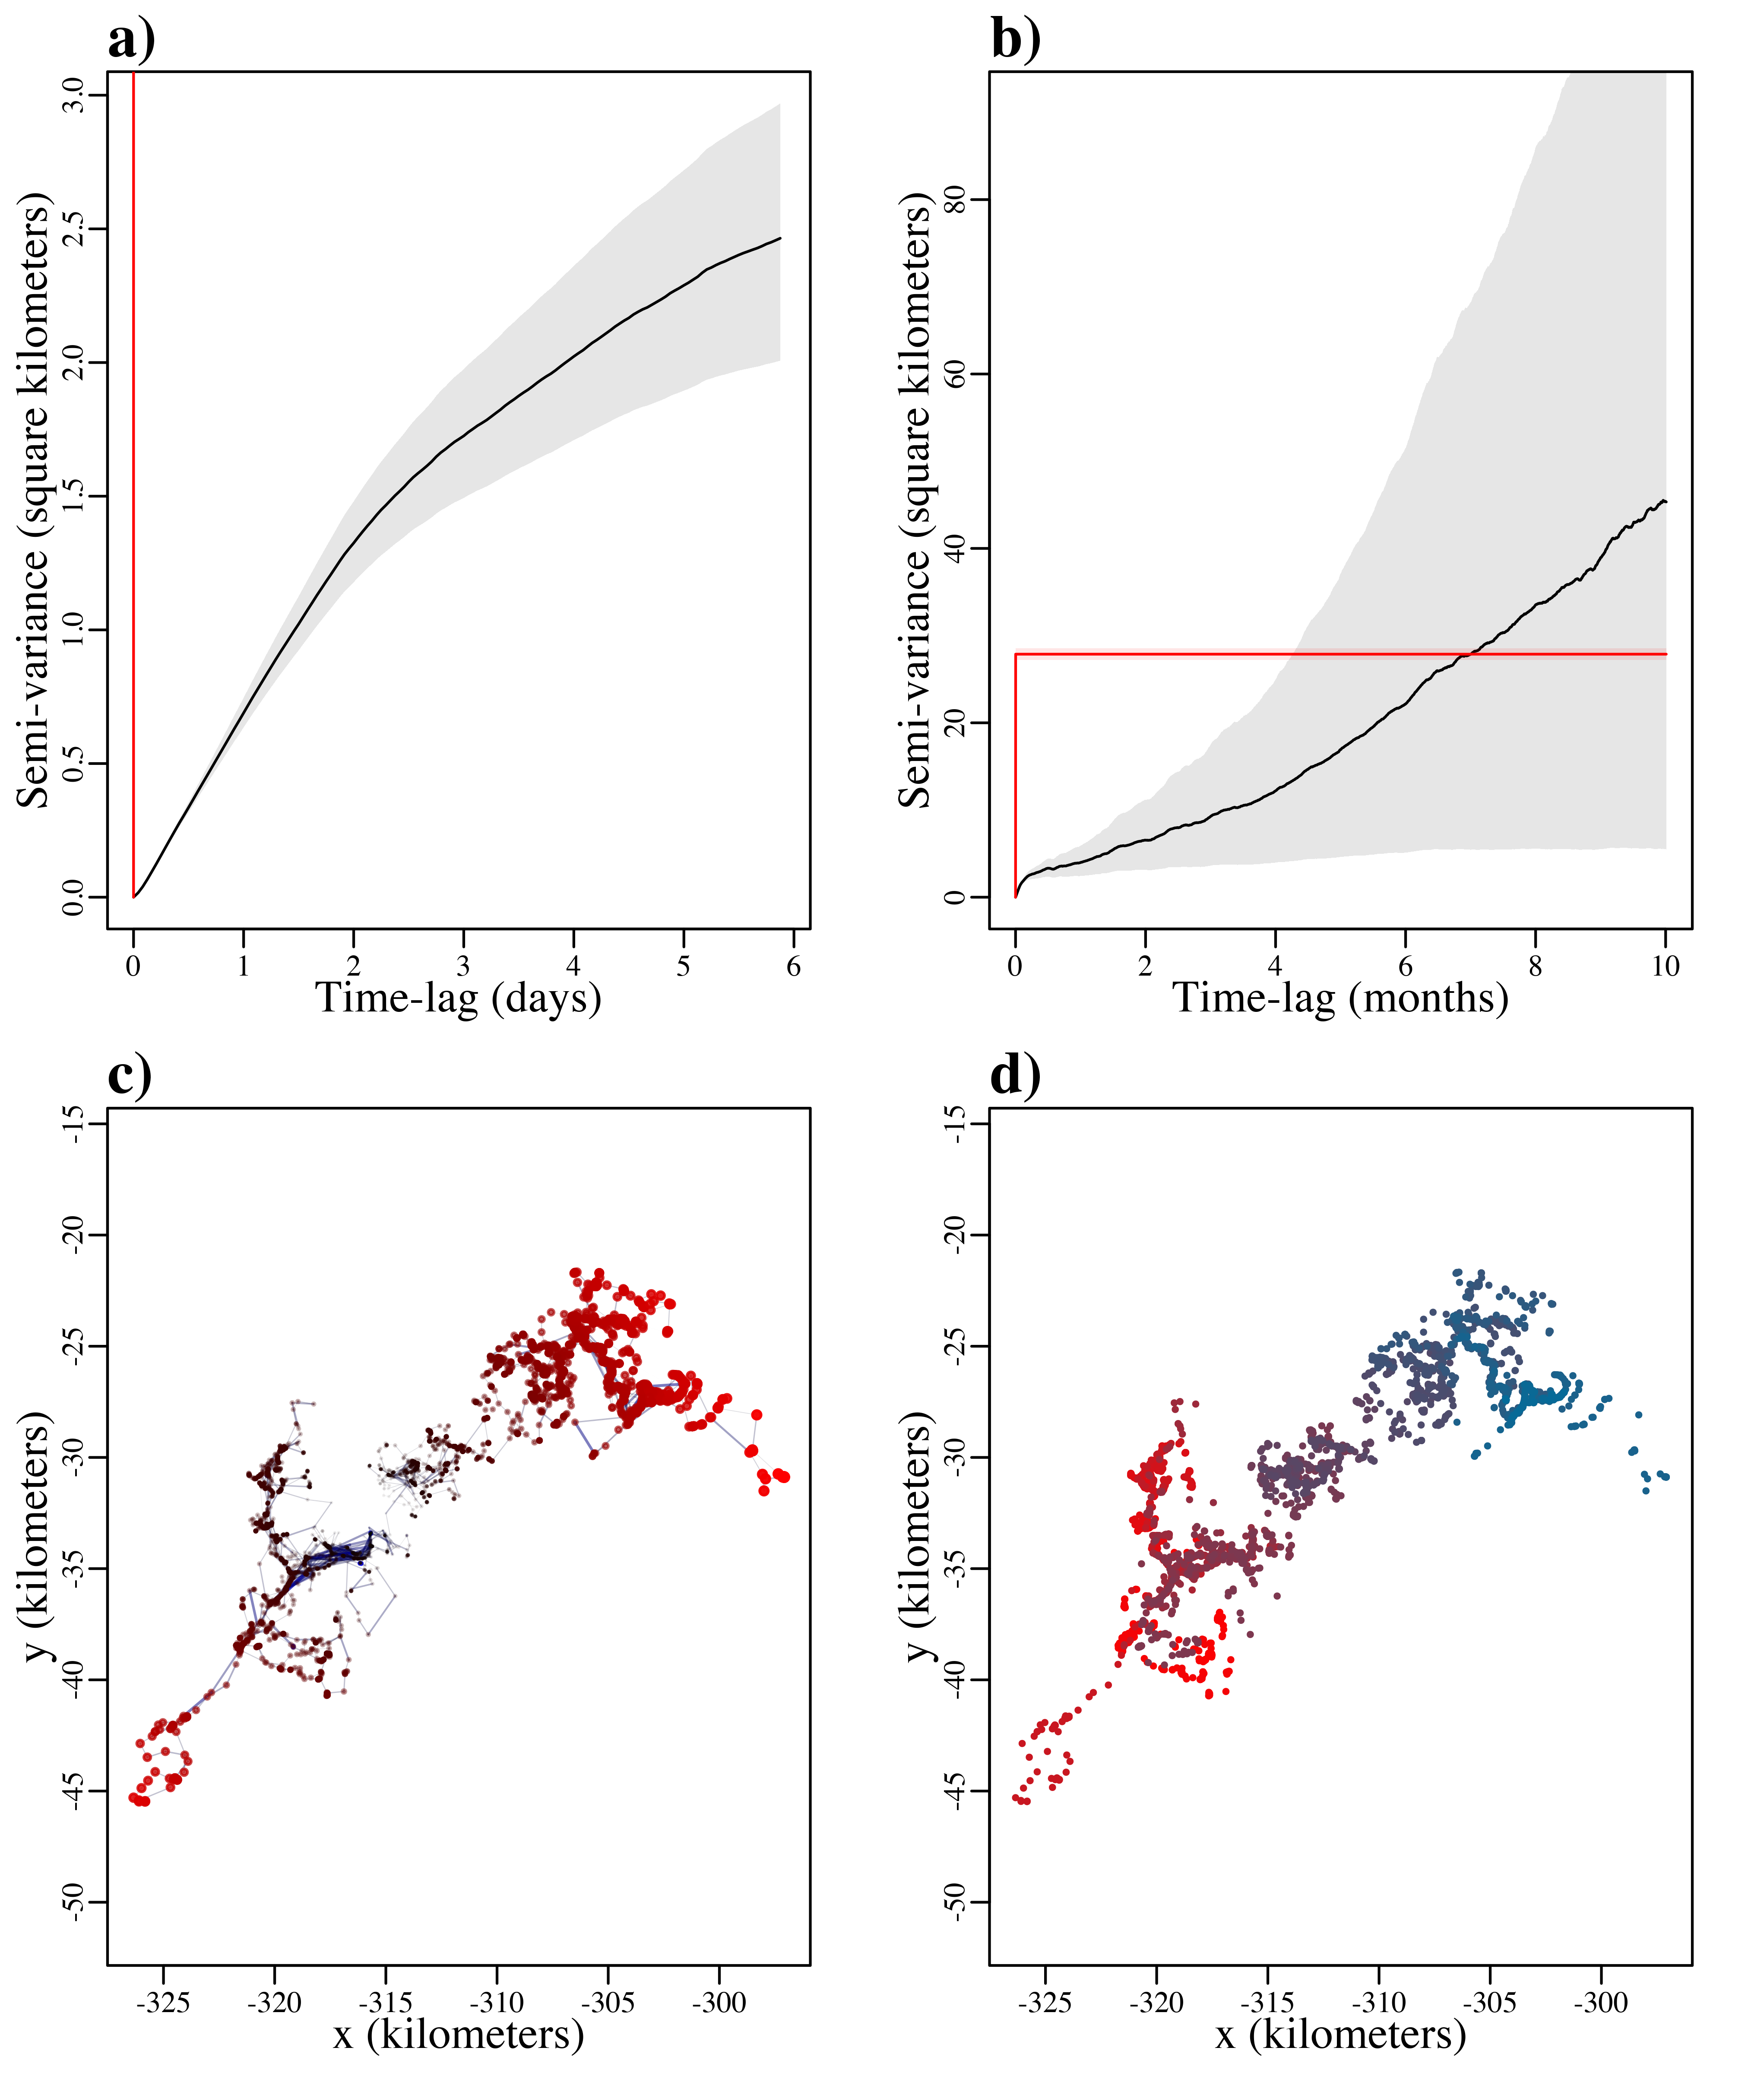 a)
Semi-variance (square kilometers)
3.0
2.5
2.0
1.5
1.0
0.5
0.0
0 1 2 3 4 5 6
Time-lag (days)
b)
Semi-variance (square kilometers)
80
60
40
20
0
0 2 4 6 8 10
Time-lag (months)
c)
y (kilometers)
-15
-20
-25
-30
-35
-40
-45
-50
-325 -320 -315 -310 -305 -300
x (kilometers)
d)
y (kilometers)
-15
-20
-25
-30
-35
-40
-45
-50
-325 -320 -315 -310 -305 -300
x (kilometers)